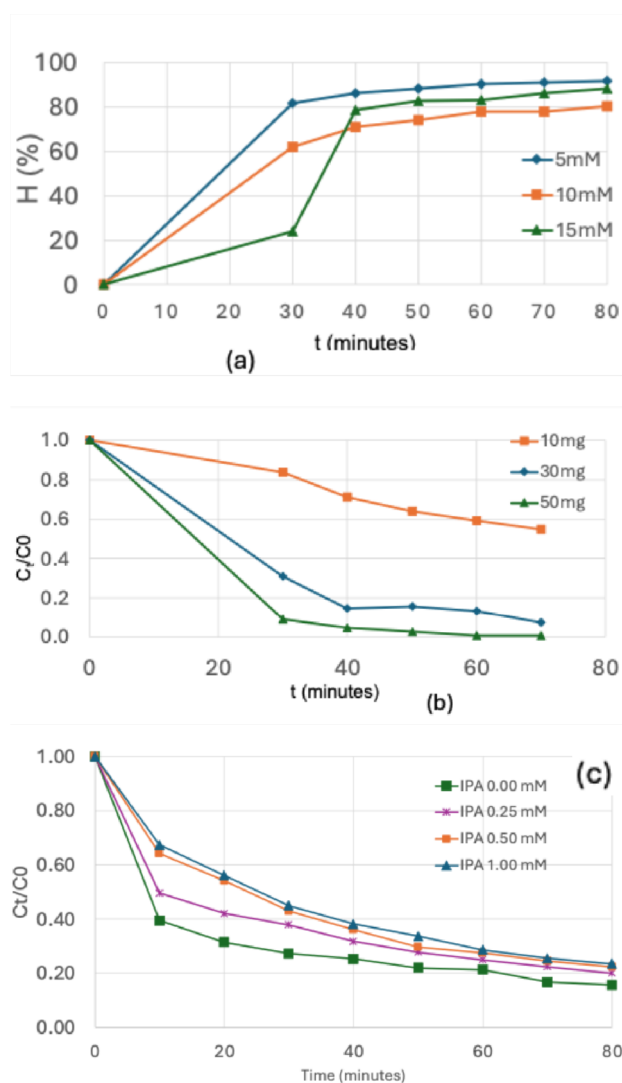 100
80
60
40
20
0
H (%)
5mM
10mM
15mM
0 10 20 30 40 50 60 70 80
t (minutes)
(a)
1.0
0.8
0.6
0.4
0.2
0.0
Ct/C0
10mg
30mg
50mg
0 20 40 60 80
t (minutes)
(b)
(c)
1.00
0.80
0.60
0.40
0.20
0.00
Ct/C0
IPA 0.00 mM
IPA 0.25 mM
IPA 0.50 mM
IPA 1.00 mM
0 20 40 60 80
Time (minutes)